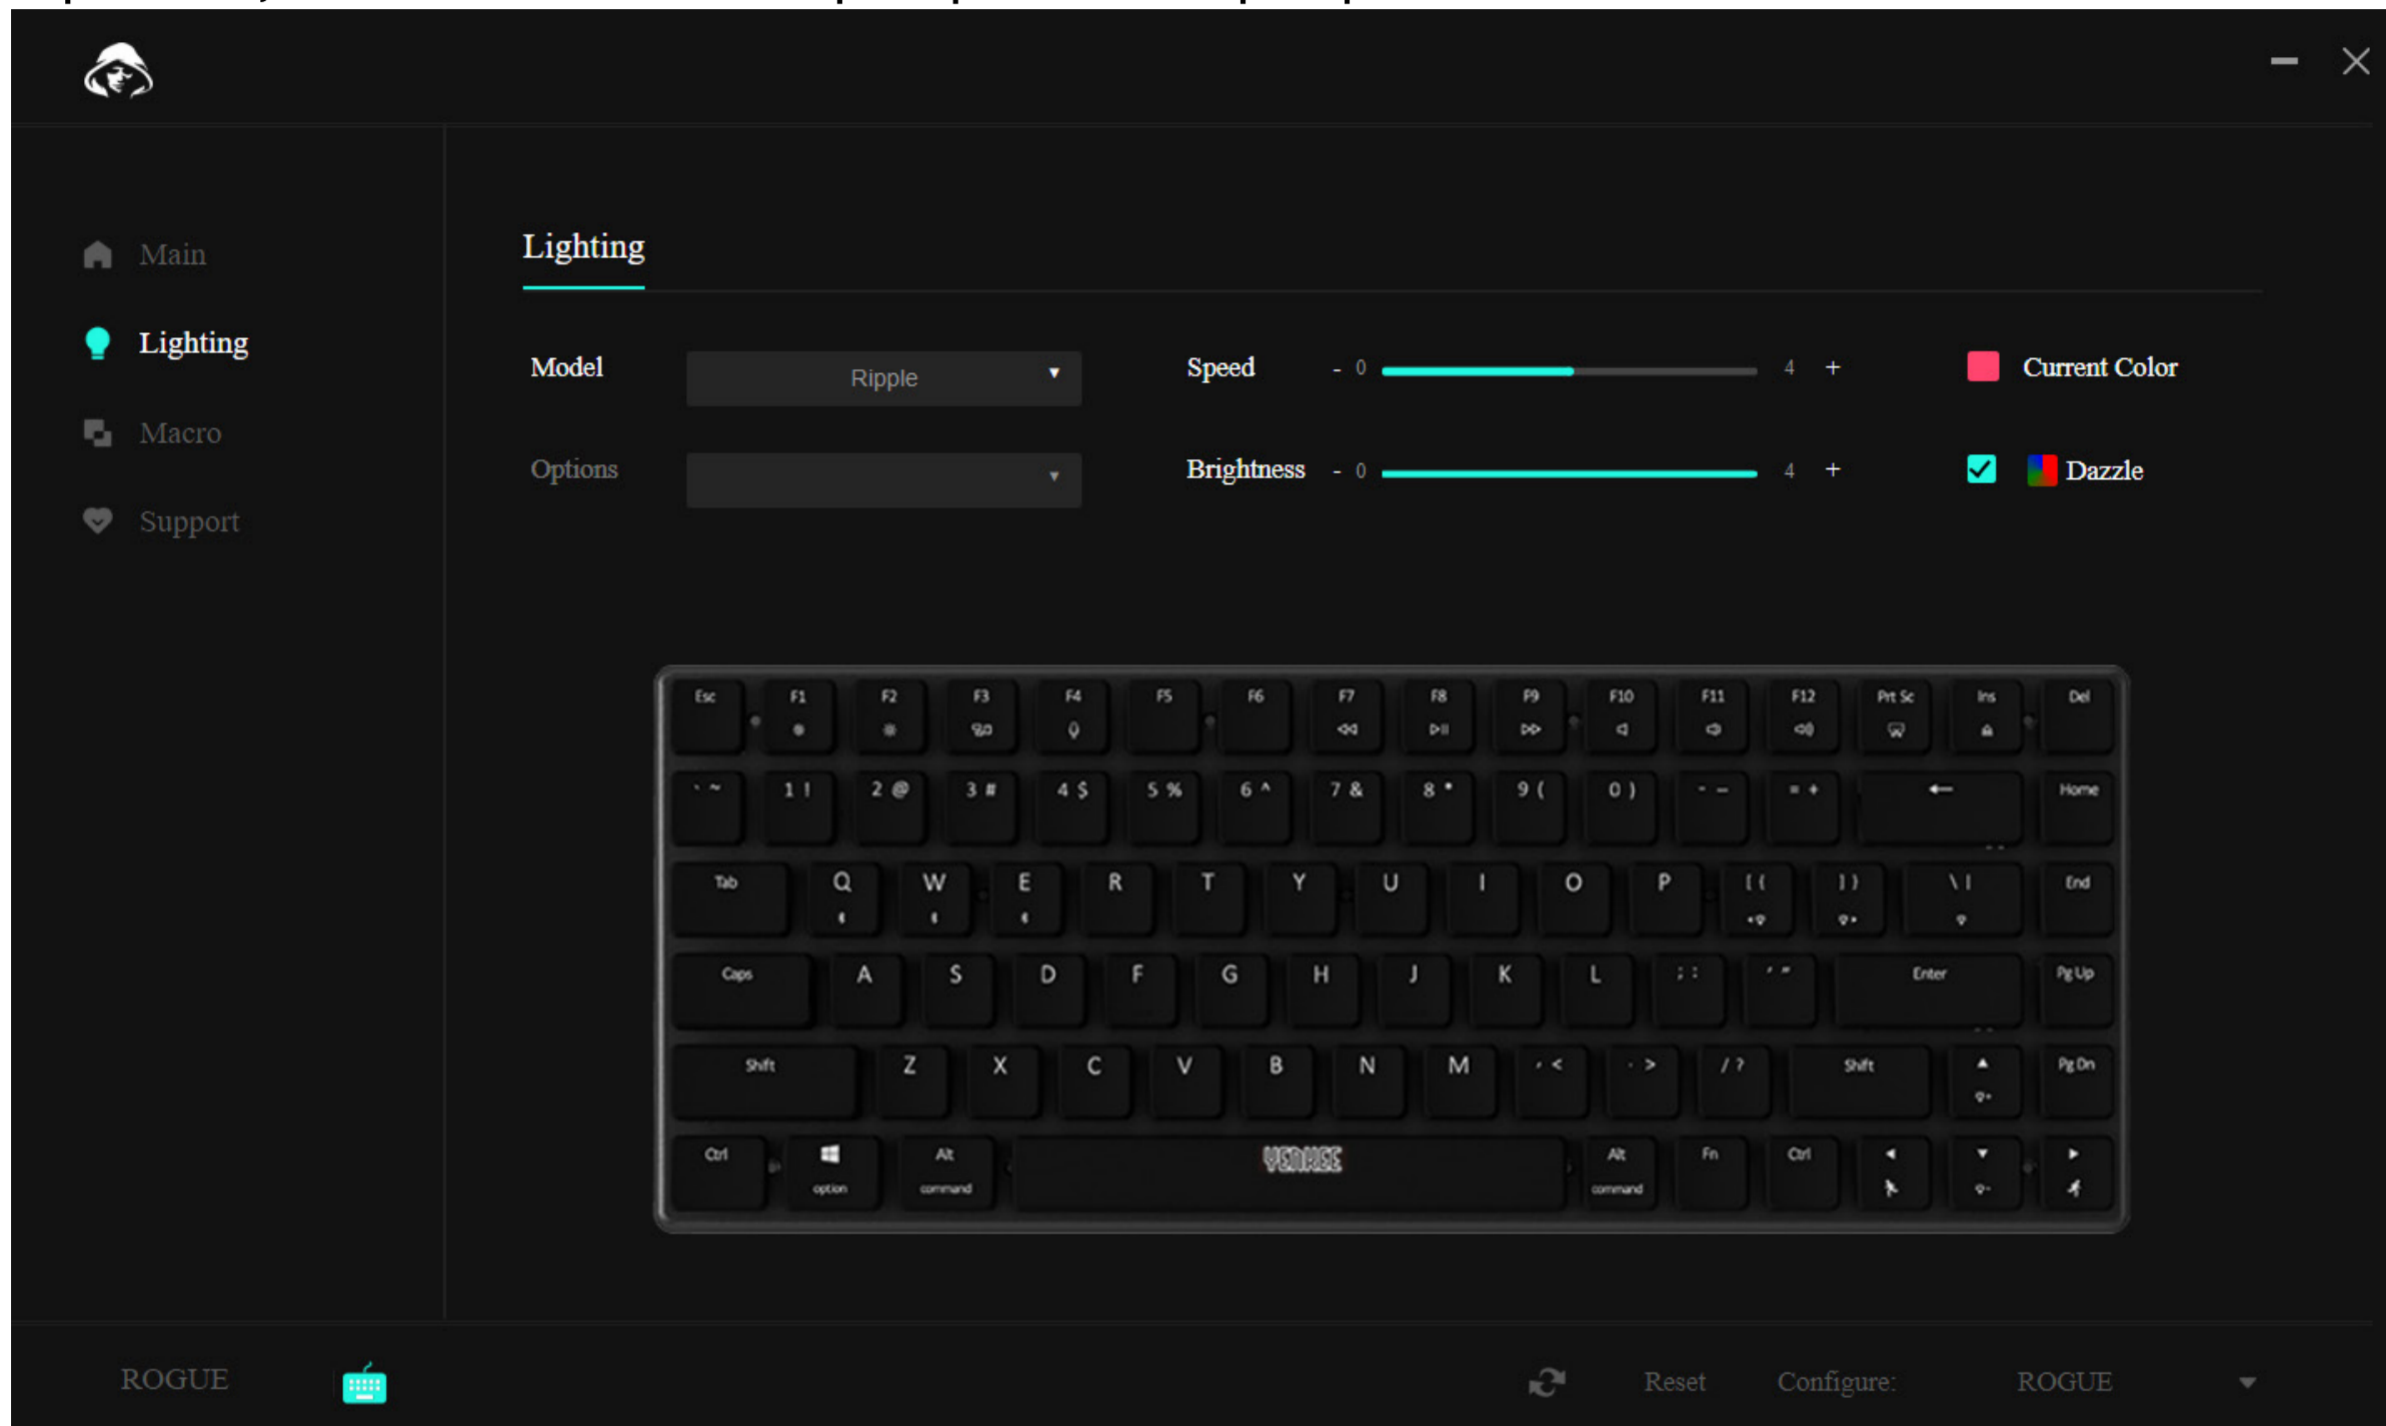 Main
Lighting
Macro
Support
Lighting
Model Ripple Speed - 0 4 + Current Color
Options Brightness - 0 4 + Dazzle
Esc F1 F2 F3 F4 F5 F6 F7 F8 F9 F10 F11 F12 Prt Sc Ins Del
` ~ 1 ! 2 @ 3 # 4 $ 5 % 6 ^ 7 & 8 * 9 ( 0 ) - _ = + ← Home
Tab Q W E R T Y U I O P [ { ] } \ | End
Caps A S D F G H J K L ; : ' " Enter Pg Up
Shift Z X C V B N M , < . > / ? Shift Pg Dn
Ctrl option Alt command YENKEE Alt command Fn Ctrl
ROGUE Reset Configure: ROGUE